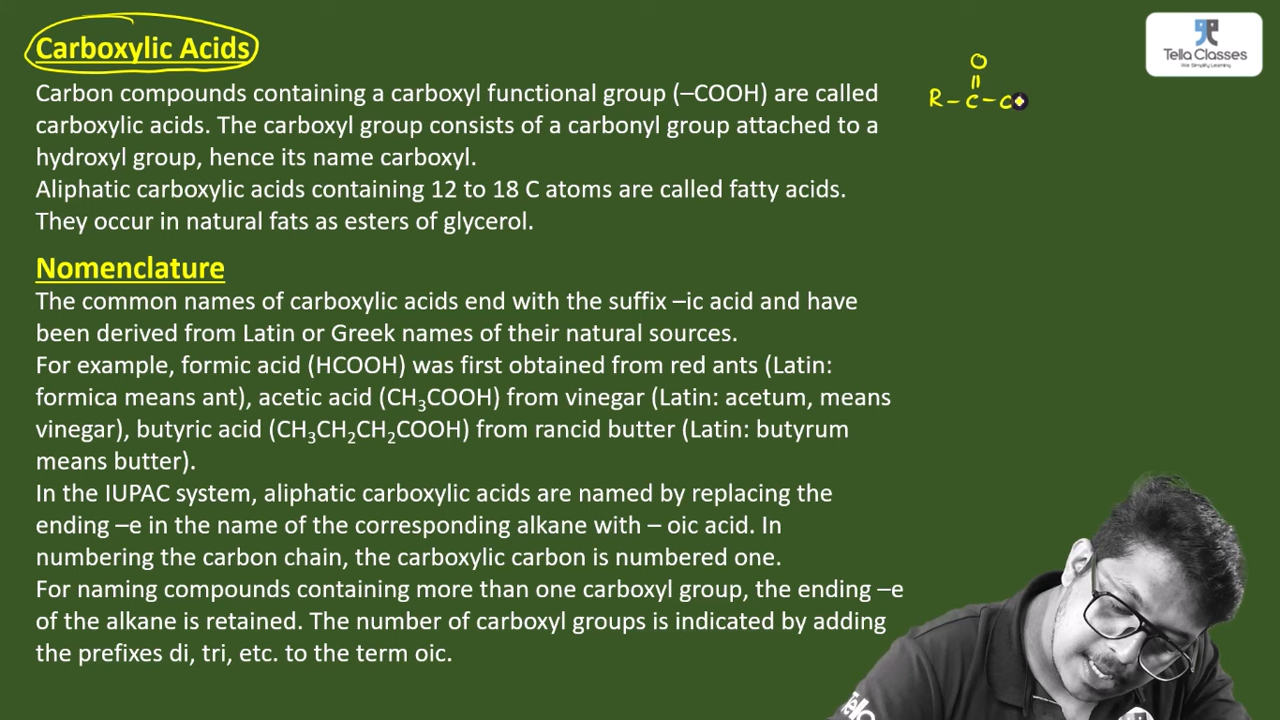 Carboxylic Acids
Carbon compounds containing a carboxyl functional group (–COOH) are called
carboxylic acids. The carboxyl group consists of a carbonyl group attached to a
hydroxyl group, hence its name carboxyl.
Aliphatic carboxylic acids containing 12 to 18 C atoms are called fatty acids.
They occur in natural fats as esters of glycerol.
Nomenclature
The common names of carboxylic acids end with the suffix –ic acid and have
been derived from Latin or Greek names of their natural sources.
For example, formic acid (HCOOH) was first obtained from red ants (Latin:
formica means ant), acetic acid (CH₃COOH) from vinegar (Latin: acetum, means
vinegar), butyric acid (CH₃CH₂CH₂COOH) from rancid butter (Latin: butyrum
means butter).
In the IUPAC system, aliphatic carboxylic acids are named by replacing the
ending –e in the name of the corresponding alkane with – oic acid. In
numbering the carbon chain, the carboxylic carbon is numbered one.
For naming compounds containing more than one carboxyl group, the ending –e
of the alkane is retained. The number of carboxyl groups is indicated by adding
the prefixes di, tri, etc. to the term oic.
O
||
R – C –
Tella Classes
We Simplify Learning
Tella